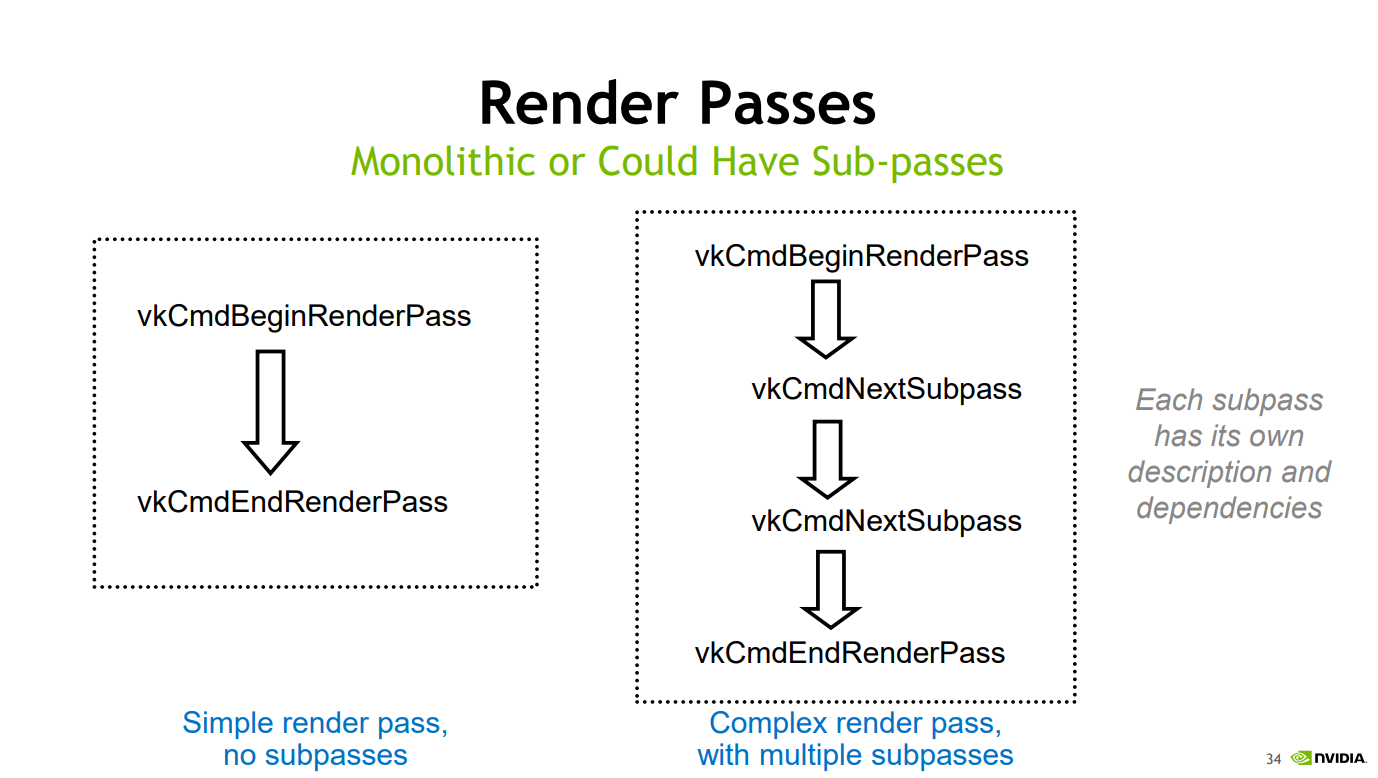 Render Passes
Monolithic or Could Have Sub-passes
vkCmdBeginRenderPass
vkCmdEndRenderPass
Simple render pass,
no subpasses
vkCmdBeginRenderPass
vkCmdNextSubpass
vkCmdNextSubpass
vkCmdEndRenderPass
Complex render pass,
with multiple subpasses
Each subpass
has its own
description and
dependencies
34
NVIDIA.